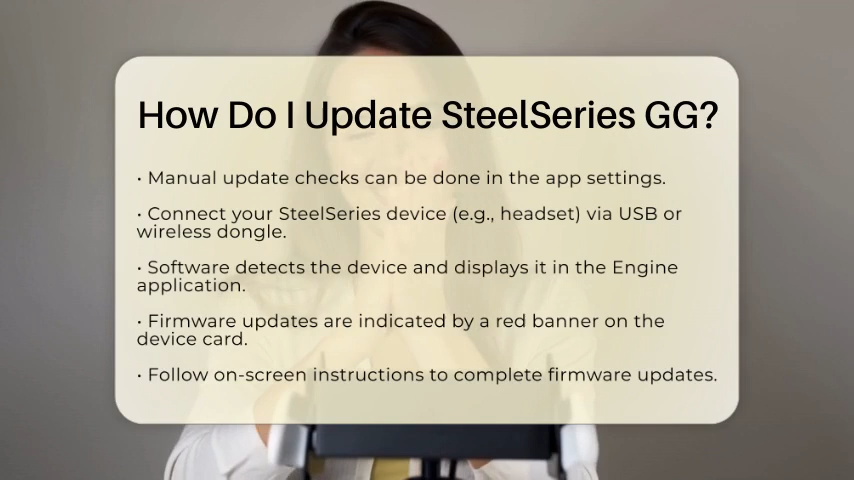 How Do I Update SteelSeries GG?
• Manual update checks can be done in the app settings.
• Connect your SteelSeries device (e.g., headset) via USB or
wireless dongle.
• Software detects the device and displays it in the Engine
application.
• Firmware updates are indicated by a red banner on the
device card.
• Follow on-screen instructions to complete firmware updates.